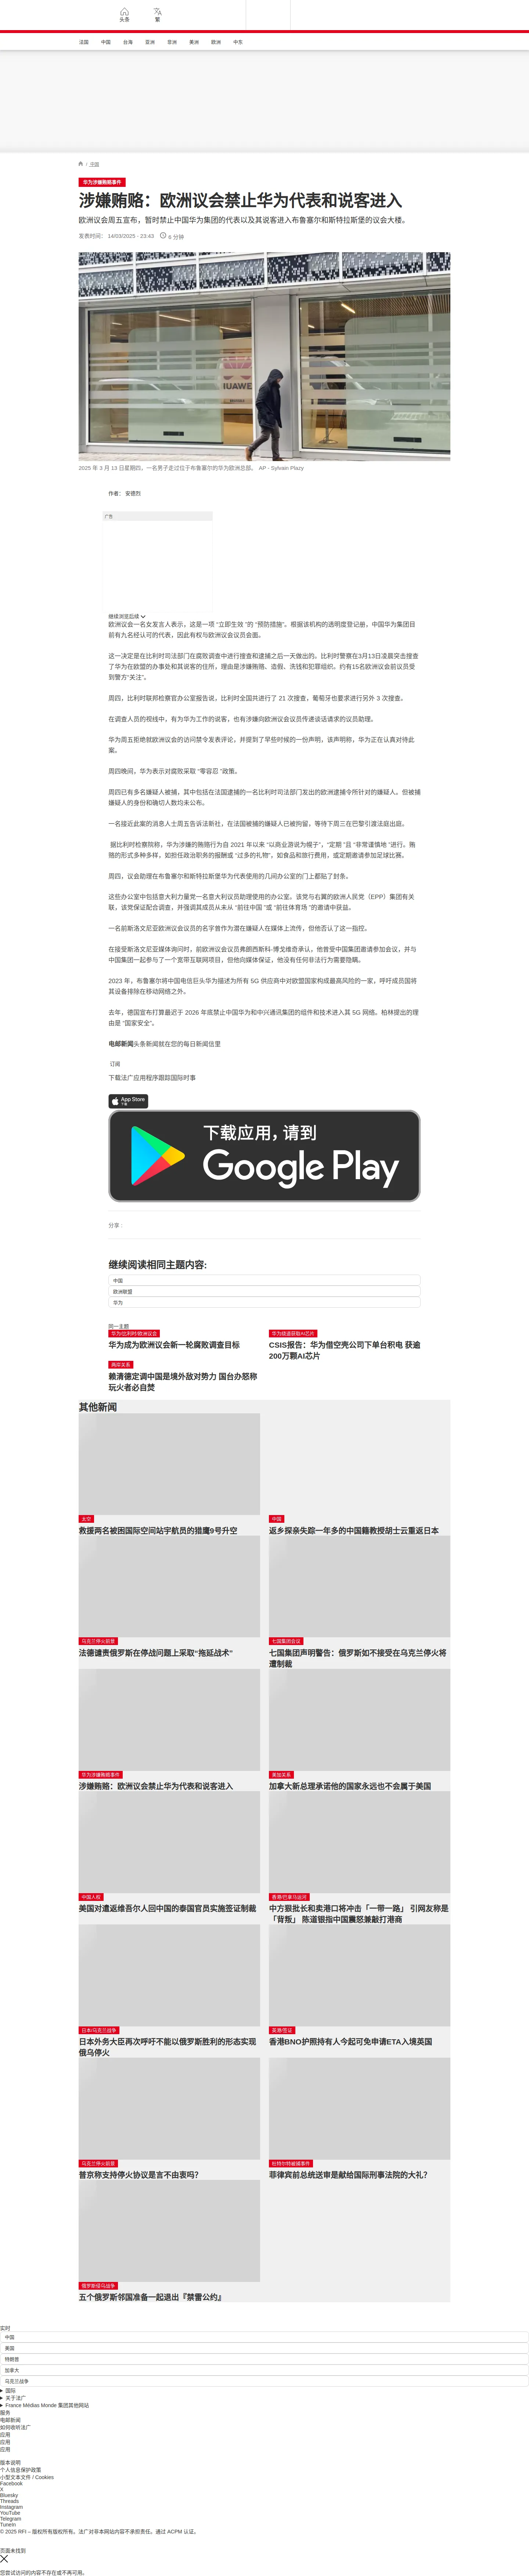 头条
繁
法国
中国
台海
亚洲
非洲
美洲
欧洲
中东
/ 中国
华为涉嫌贿赂事件
涉嫌贿赂：欧洲议会禁止华为代表和说客进入
欧洲议会周五宣布，暂时禁止中国华为集团的代表以及其说客进入布鲁塞尔和斯特拉斯堡的议会大楼。
发表时间： 14/03/2025 - 23:43
6 分钟
2025 年 3 月 13 日星期四，一名男子走过位于布鲁塞尔的华为欧洲总部。 AP - Sylvain Plazy
作者： 安德烈
广告
继续浏览后续
欧洲议会一名女发言人表示，这是一项 “立即生效 ”的 “预防措施”。根据该机构的透明度登记册，中国华为集团目
前有九名经认可的代表，因此有权与欧洲议会议员会面。
这一决定是在比利时司法部门在腐败调查中进行搜查和逮捕之后一天做出的。比利时警察在3月13日凌晨突击搜查
了华为在欧盟的办事处和其说客的住所，理由是涉嫌贿赂、造假、洗钱和犯罪组织。约有15名欧洲议会前议员受
到警方“关注”。
周四，比利时联邦检察官办公室报告说，比利时全国共进行了 21 次搜查，葡萄牙也要求进行另外 3 次搜查。
在调查人员的视线中，有为华为工作的说客，也有涉嫌向欧洲议会议员传递谈话请求的议员助理。
华为周五拒绝就欧洲议会的访问禁令发表评论，并提到了早些时候的一份声明，该声明称，华为正在认真对待此
案。
周四晚间，华为表示对腐败采取 “零容忍 ”政策。
周四已有多名嫌疑人被捕，其中包括在法国逮捕的一名比利时司法部门发出的欧洲逮捕令所针对的嫌疑人。但被捕
嫌疑人的身份和确切人数均未公布。
一名接近此案的消息人士周五告诉法新社，在法国被捕的嫌疑人已被拘留，等待下周三在巴黎引渡法庭出庭。
据比利时检察院称，华为涉嫌的贿赂行为自 2021 年以来 “以商业游说为幌子”，“定期 ”且 “非常谨慎地 ”进行。贿
赂的形式多种多样，如担任政治职务的报酬或 “过多的礼物”，如食品和旅行费用，或定期邀请参加足球比赛。
周四，议会助理在布鲁塞尔和斯特拉斯堡华为代表使用的几间办公室的门上都贴了封条。
这些办公室中包括意大利力量党一名意大利议员助理使用的办公室。该党与右翼的欧洲人民党（EPP）集团有关
联，该党保证配合调查，并强调其成员从未从 “前往中国 ”或 “前往体育场 ”的邀请中获益。
一名前斯洛文尼亚欧洲议会议员的名字曾作为潜在嫌疑人在媒体上流传，但他否认了这一指控。
在接受斯洛文尼亚媒体询问时，前欧洲议会议员弗朗西斯科-博戈维奇承认，他曾受中国集团邀请参加会议，并与
中国集团一起参与了一个宽带互联网项目，但他向媒体保证，他没有任何非法行为需要隐瞒。
2023 年，布鲁塞尔将中国电信巨头华为描述为所有 5G 供应商中对欧盟国家构成最高风险的一家，呼吁成员国将
其设备排除在移动网络之外。
去年，德国宣布打算最迟于 2026 年底禁止中国华为和中兴通讯集团的组件和技术进入其 5G 网络。柏林提出的理
由是 “国家安全”。
电邮新闻头条新闻就在您的每日新闻信里
订阅
下载法广应用程序跟踪国际时事
App Store
下载应用，请到
Google Play
分享 :
继续阅读相同主题内容:
中国
欧洲联盟
华为
同一主题
华为/比利时/欧洲议会
华为成为欧洲议会新一轮腐败调查目标
华为绕道获取AI芯片
CSIS报告：华为借空壳公司下单台积电 获逾
200万颗AI芯片
两岸关系
赖清德定调中国是境外敌对势力 国台办怒称
玩火者必自焚
其他新闻
太空
救援两名被困国际空间站宇航员的猎鹰9号升空
中国
返乡探亲失踪一年多的中国籍教授胡士云重返日本
乌克兰停火前景
法德谴责俄罗斯在停战问题上采取“拖延战术”
七国集团会议
七国集团声明警告：俄罗斯如不接受在乌克兰停火将
遭制裁
华为涉嫌贿赂事件
涉嫌贿赂：欧洲议会禁止华为代表和说客进入
美加关系
加拿大新总理承诺他的国家永远也不会属于美国
中国人权
美国对遣返维吾尔人回中国的泰国官员实施签证制裁
香港/巴拿马运河
中方狠批长和卖港口将冲击「一带一路」 引网友称是
「背叛」 陈道银指中国震怒兼敲打港商
日本/乌克兰战争
日本外务大臣再次呼吁不能以俄罗斯胜利的形态实现
俄乌停火
英港/签证
香港BNO护照持有人今起可免申请ETA入境英国
乌克兰停火前景
普京称支持停火协议是言不由衷吗?
杜特尔特被捕事件
菲律宾前总统送审是献给国际刑事法院的大礼？
俄罗斯侵乌战争
五个俄罗斯邻国准备一起退出『禁雷公约』
实时
中国
美国
特朗普
加拿大
乌克兰战争
国际
关于法广
France Médias Monde 集团其他网站
服务
电邮新闻
如何收听法广
应用
应用
应用
版本说明
个人信息保护政策
小型文本文件 / Cookies
Facebook
X
Bluesky
Threads
Instagram
YouTube
Telegram
TuneIn
© 2025 RFI – 版权所有版权所有。法广对非本网站内容不承担责任。通过 ACPM 认证。
页面未找到
您尝试访问的内容不存在或不再可用。